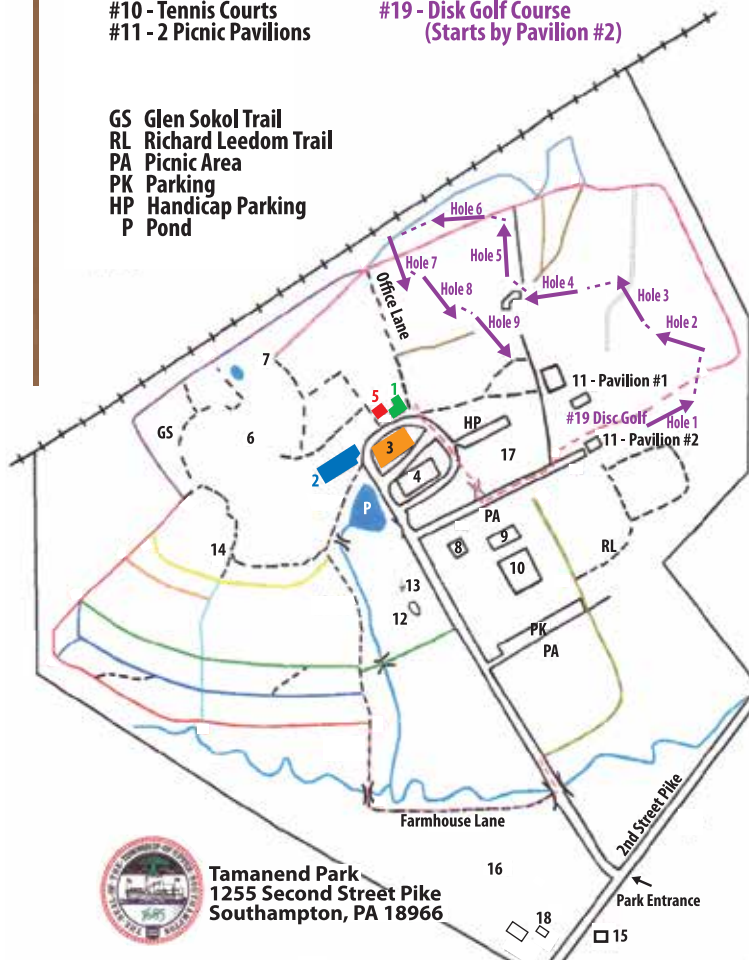 #10 - Tennis Courts
#11 - 2 Picnic Pavilions
#19 - Disk Golf Course
(Starts by Pavilion #2)
GS Glen Sokol Trail
RL Richard Leedom Trail
PA Picnic Area
PK Parking
HP Handicap Parking
P Pond
Hole 6
Hole 5
Hole 7
Hole 8
Hole 4
Hole 3
Hole 9
Hole 2
Office Lane
7
11 - Pavilion #1
5
1
#19 Disc Golf
Hole 1
GS
6
HP
3
17
11 - Pavilion #2
2
4
P
PA
14
8
9
RL
10
13
12
PK
PA
Farmhouse Lane
2nd Street Pike
16
Park Entrance
18
15
1685
Tamanend Park
1255 Second Street Pike
Southampton, PA 18966